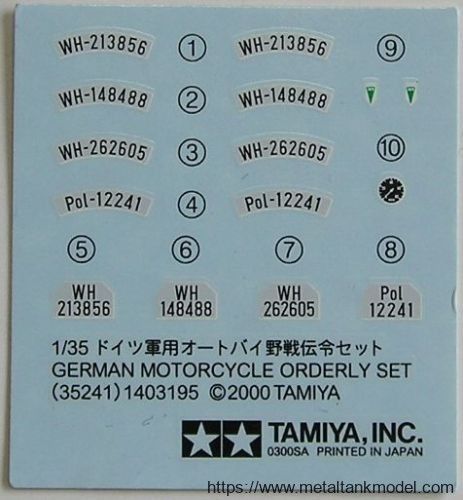 WH-213856 ① WH-213856 ⑨
WH-148488 ② WH-148488
WH-262605 ③ WH-262605 ⑩
Pol-12241 ④ Pol-12241
⑤ ⑥ ⑦ ⑧
WH WH WH Pol
213856 148488 262605 12241
1/35 ドイツ軍用オートバイ野戦伝令セット
GERMAN MOTORCYCLE ORDERLY SET
(35241) 1403195 ©2000 TAMIYA
TAMIYA, INC.
0300SA PRINTED IN JAPAN
https://www.metaltankmodel.com